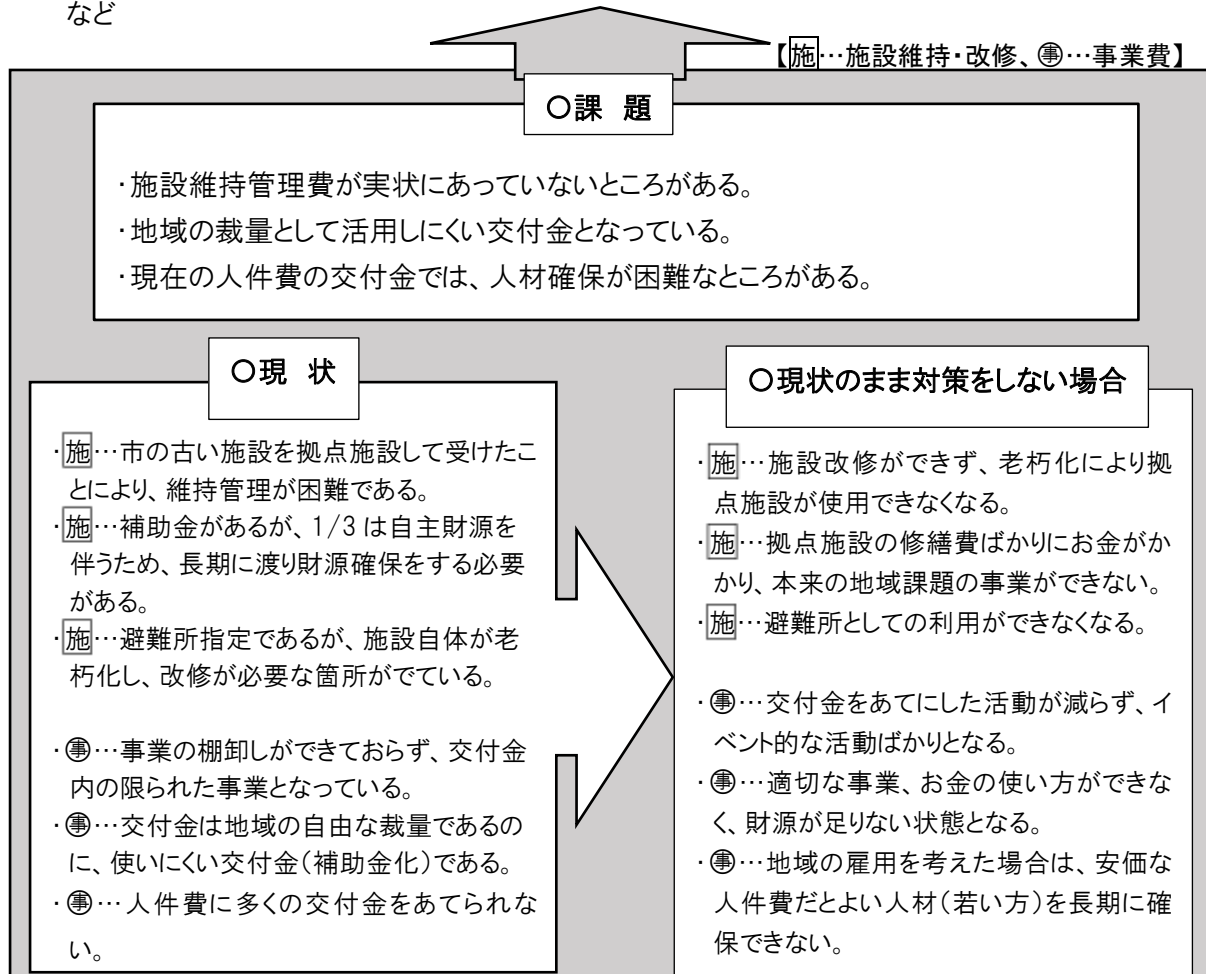 など
【施…施設維持・改修、㊭…事業費】
〇課 題
・施設維持管理費が実状にあっていないところがある。
・地域の裁量として活用しにくい交付金となっている。
・現在の人件費の交付金では、人材確保が困難なところがある。
〇現 状
・施…市の古い施設を拠点施設して受けたこ
とにより、維持管理が困難である。
・施…補助金があるが、1/3は自主財源を
伴うため、長期に渡り財源確保をする必要
がある。
・施…避難所指定であるが、施設自体が老
朽化し、改修が必要な箇所がでている。
・事…事業の棚卸しができておらず、交付金
内の限られた事業となっている。
・事…交付金は地域の自由な裁量であるの
に、使いにくい交付金(補助金化)である。
・事…人件費に多くの交付金をあてられな
い。
〇現状のまま対策をしない場合
・施…施設改修ができず、老朽化により拠
点施設が使用できなくなる。
・施…拠点施設の修繕費ばかりにお金がか
かり、本来の地域課題の事業ができない。
・施…避難所としての利用ができなくなる。
・事…交付金をあてにした活動が減らず、イ
ベント的な活動ばかりとなる。
・事…適切な事業、お金の使い方ができな
く、財源が足りない状態となる。
・事…地域の雇用を考えた場合は、安価な
人件費だとよい人材(若い方)を長期に確
保できない。